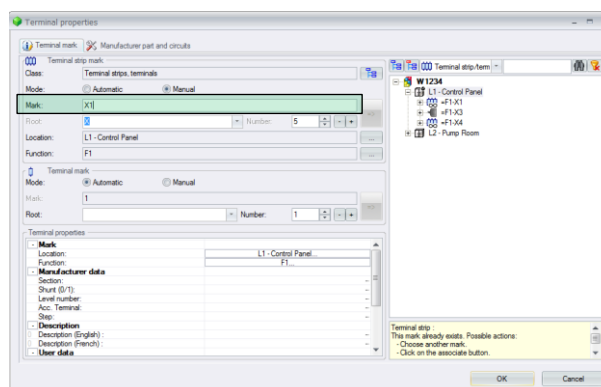 Terminal properties
Terminal mark
Manufacturer part and circuits
Terminal strip mark
Class:
Terminal strips, terminals
Mode:
Automatic
Manual
Mark:
X1
Root:
X
Number:
5
Location:
L1 - Control Panel
...
Function:
F1
...
Terminal mark
Mode:
Automatic
Manual
Mark:
1
Root:
Number:
1
Terminal properties
Mark
Location:
L1 - Control Panel...
Function:
F1...
Manufacturer data
Section:
Shunt (0/1):
Level number:
Acc. Terminal:
Step:
Description
Description (English) :
Description (French) :
User data
Terminal strip/term
W1234
L1 - Control Panel
=F1-X1
=F1-X3
=F1-X4
L2 - Pump Room
Terminal strip :
This mark already exists. Possible actions:
- Choose another mark.
- Click on the associate button.
OK
Cancel